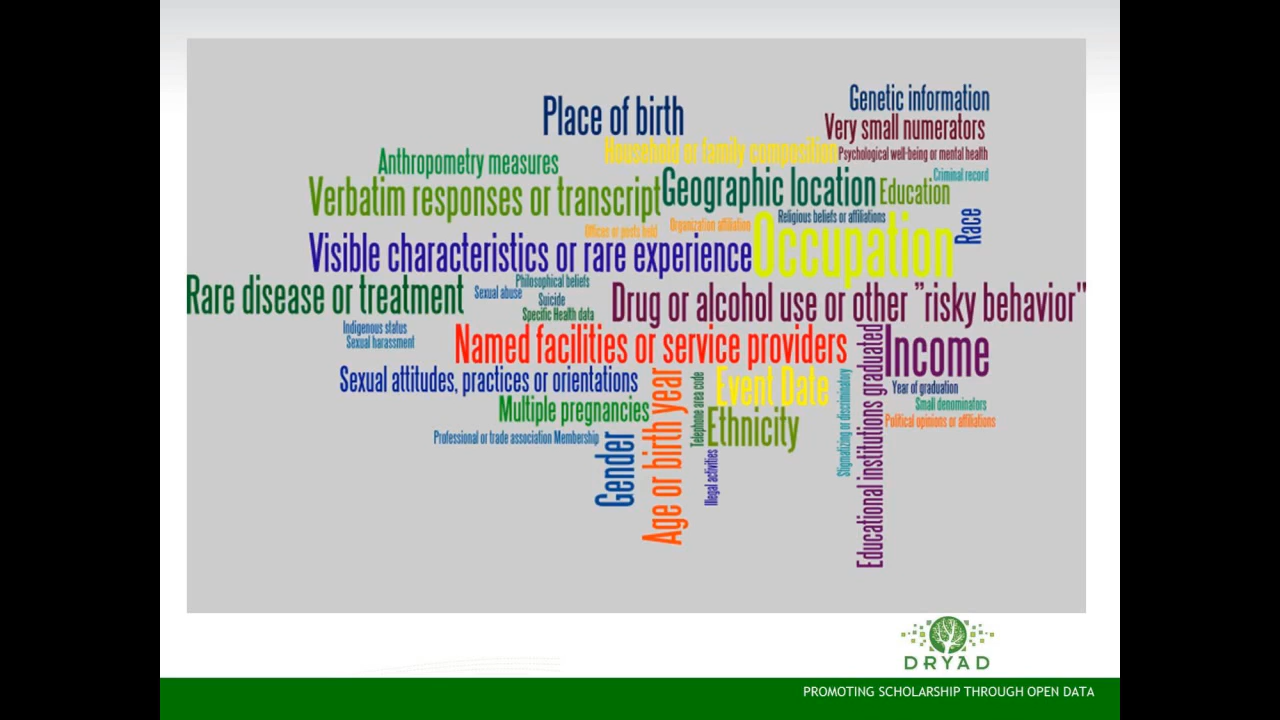 Genetic information
Place of birth
Very small numerators
Household or family composition
Psychological well-being or mental health
Anthropometry measures
Criminal record
Verbatim responses or transcript
Geographic location
Education
Religious beliefs or affiliations
Race
Offices or posts held
Organization affiliation
Visible characteristics or rare experience
Occupation
Rare disease or treatment
Philosophical beliefs
Sexual abuse
Suicide
Specific Health data
Drug or alcohol use or other "risky behavior"
Indigenous status
Sexual harassment
Named facilities or service providers
Income
Sexual attitudes, practices or orientations
Age or birth year
Telephone area code
Event Date
Stigmatizing or discriminatory
Educational institutions graduated
Year of graduation
Small denominators
Multiple pregnancies
Ethnicity
Political opinions or affiliations
Professional or trade association Membership
Gender
Illegal activities
DRYAD
PROMOTING SCHOLARSHIP THROUGH OPEN DATA